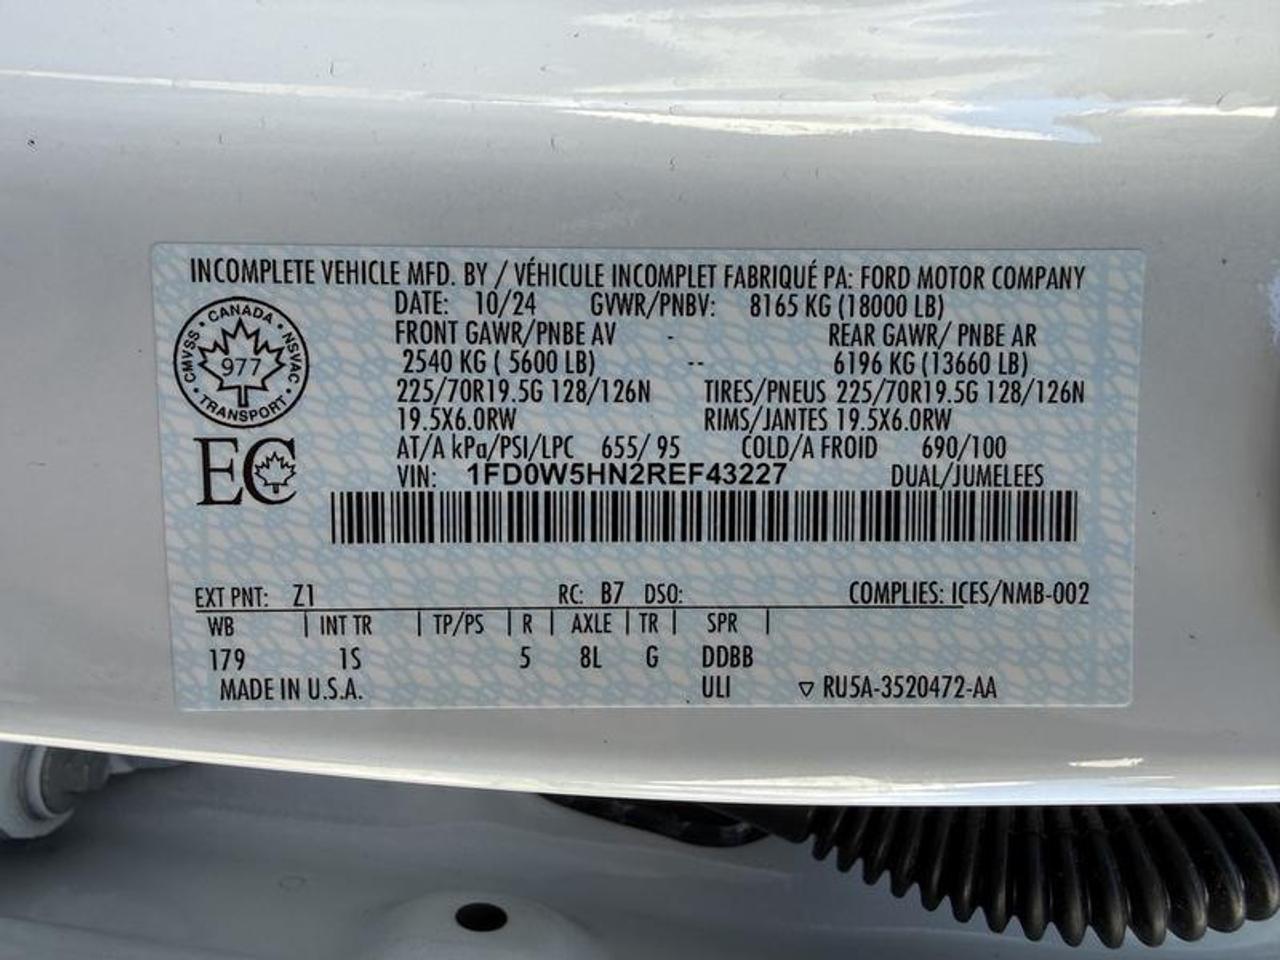 INCOMPLETE VEHICLE MFD. BY / VÉHICULE INCOMPLET FABRIQUÉ PA: FORD MOTOR COMPANY
DATE: 10/24 GVWR/PNBV: 8165 KG (18000 LB)
FRONT GAWR/PNBE AV - REAR GAWR/ PNBE AR
2540 KG ( 5600 LB) -- 6196 KG (13660 LB)
225/70R19.5G 128/126N TIRES/PNEUS 225/70R19.5G 128/126N
19.5X6.0RW RIMS/JANTES 19.5X6.0RW
AT/A kPa/PSI/LPC 655/ 95 COLD/A FROID 690/100
VIN: 1FD0W5HN2REF43227 DUAL/JUMELEES
CANADA
CMVSS 977 NSVAC
TRANSPORT
EC
EXT PNT: Z1 RC: B7 DSO: COMPLIES: ICES/NMB-002
WB | INT TR | TP/PS | R | AXLE | TR | SPR |
179 1S 5 8L G DDBB
MADE IN U.S.A. ULI ▽ RU5A-3520472-AA